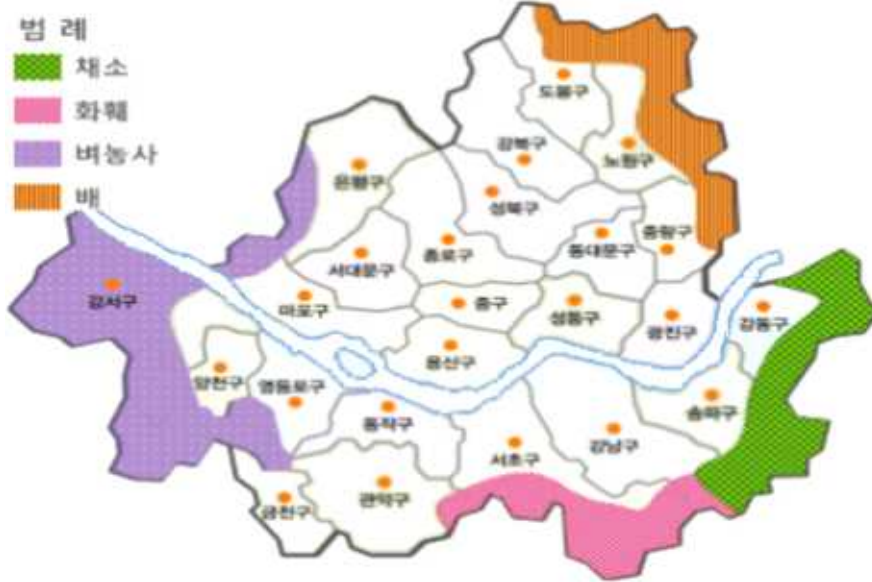 범 례
채소
화훼
벼농사
배
도봉구
강북구
노원구
은평구
성북구
중랑구
동대문구
종로구
서대문구
강서구
마포구
중구
성동구
광진구
강동구
용산구
양천구
영등포구
송파구
동작구
강남구
서초구
관악구
금천구